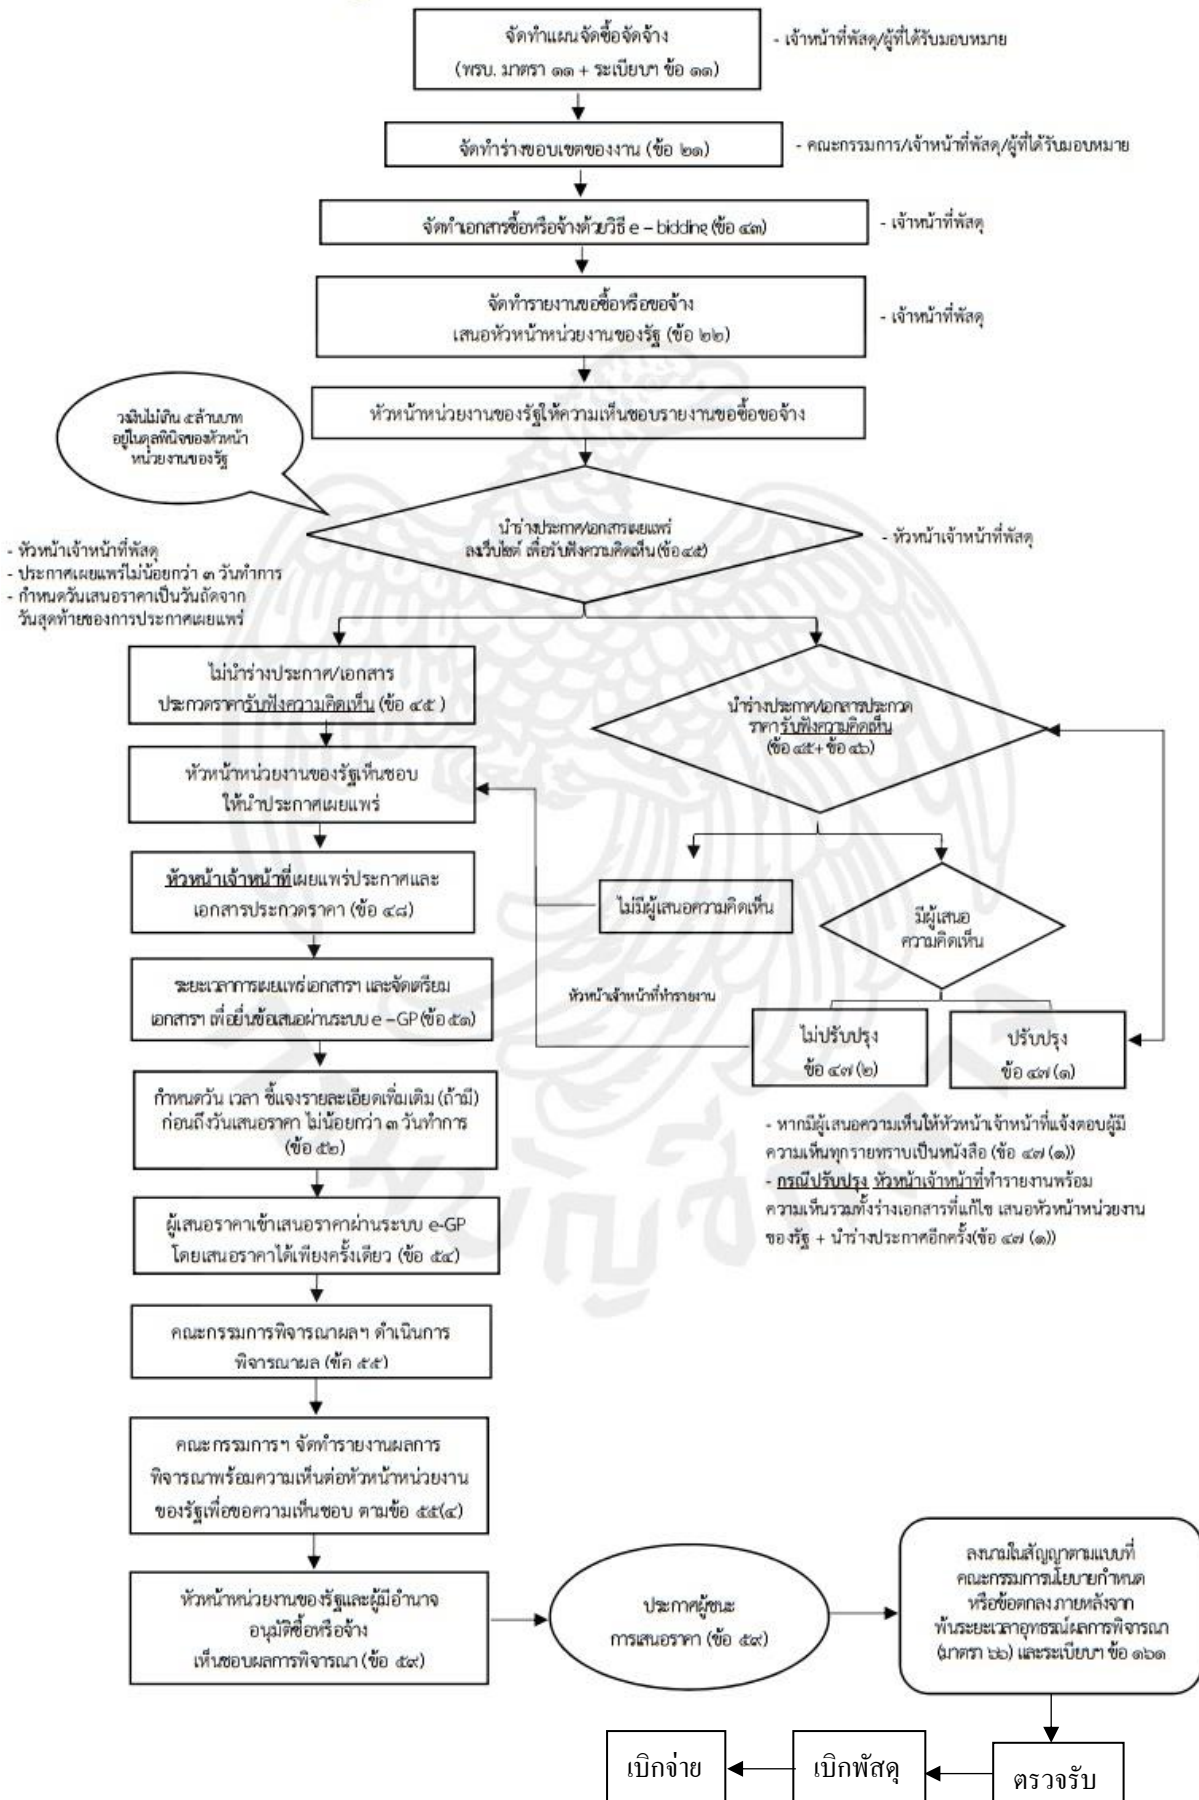 จัดทำแผนจัดซื้อจัดจ้าง
(พรบ. มาตรา ๑๑ + ระเบียบฯ ข้อ ๑๑)
- เจ้าหน้าที่พัสดุ/ผู้ที่ได้รับมอบหมาย
จัดทำร่างขอบเขตของงาน (ข้อ ๒๑)
- คณะกรรมการ/เจ้าหน้าที่พัสดุ/ผู้ที่ได้รับมอบหมาย
จัดทำเอกสารซื้อหรือจ้างด้วยวิธี e – bidding (ข้อ ๔๓)
- เจ้าหน้าที่พัสดุ
จัดทำรายงานขอซื้อหรือขอจ้าง
เสนอหัวหน้าหน่วยงานของรัฐ (ข้อ ๒๒)
- เจ้าหน้าที่พัสดุ
หัวหน้าหน่วยงานของรัฐให้ความเห็นชอบรายงานขอซื้อขอจ้าง
วงเงินไม่เกิน ๕ล้านบาท
อยู่ในดุลพินิจของหัวหน้า
หน่วยงานของรัฐ
นำร่างประกาศ/เอกสารเผยแพร่
ลงเว็บไซต์ เพื่อรับฟังความคิดเห็น (ข้อ ๔๕)
- หัวหน้าเจ้าหน้าที่พัสดุ
- หัวหน้าเจ้าหน้าที่พัสดุ
- ประกาศเผยแพร่ไม่น้อยกว่า ๓ วันทำการ
- กำหนดวันเสนอราคาเป็นวันถัดจาก
วันสุดท้ายของการประกาศเผยแพร่
ไม่นำร่างประกาศ/เอกสาร
ประกวดราคารับฟังความคิดเห็น (ข้อ ๔๕ )
นำร่างประกาศ/เอกสารประกวด
ราคา รับฟังความคิดเห็น
(ข้อ ๔๕+ ข้อ ๔๖)
หัวหน้าหน่วยงานของรัฐเห็นชอบ
ให้นำประกาศเผยแพร่
หัวหน้าเจ้าหน้าที่เผยแพร่ประกาศและ
เอกสารประกวดราคา (ข้อ ๔๘)
ไม่มีผู้เสนอความคิดเห็น
มีผู้เสนอ
ความคิดเห็น
ระยะเวลาการเผยแพร่เอกสารฯ และจัดเตรียม
เอกสารฯ เพื่อยื่นข้อเสนอผ่านระบบ e –GP (ข้อ ๕๑)
หัวหน้าเจ้าหน้าที่ทำรายงาน
ไม่ปรับปรุง
ข้อ ๔๗ (๒)
ปรับปรุง
ข้อ ๔๗ (๑)
กำหนดวัน เวลา ชี้แจงรายละเอียดเพิ่มเติม (ถ้ามี)
ก่อนถึงวันเสนอราคา ไม่น้อยกว่า ๓ วันทำการ
(ข้อ ๕๒)
- หากมีผู้เสนอความเห็นให้หัวหน้าเจ้าหน้าที่แจ้งตอบผู้มี
ความเห็นทุกรายทราบเป็นหนังสือ (ข้อ ๔๗ (๑))
- กรณีปรับปรุง หัวหน้าเจ้าหน้าที่ทำรายงานพร้อม
ความเห็นรวมทั้งร่างเอกสารที่แก้ไข เสนอหัวหน้าหน่วยงาน
ของรัฐ + นำร่างประกาศอีกครั้ง(ข้อ ๔๗ (๑))
ผู้เสนอราคาเข้าเสนอราคาผ่านระบบ e-GP
โดยเสนอราคาได้เพียงครั้งเดียว (ข้อ ๕๔)
คณะกรรมการพิจารณาผลฯ ดำเนินการ
พิจารณาผล (ข้อ ๕๕)
คณะกรรมการฯ จัดทำรายงานผลการ
พิจารณาพร้อมความเห็นต่อหัวหน้าหน่วยงาน
ของรัฐเพื่อขอความเห็นชอบ ตามข้อ ๕๕(๔)
หัวหน้าหน่วยงานของรัฐและผู้มีอำนาจ
อนุมัติซื้อหรือจ้าง
เห็นชอบผลการพิจารณา (ข้อ ๕๙)
ประกาศผู้ชนะ
การเสนอราคา (ข้อ ๕๙)
ลงนามในสัญญาตามแบบที่
คณะกรรมการนโยบายกำหนด
หรือข้อตกลง ภายหลังจาก
พ้นระยะเวลาอุทธรณ์ผลการพิจารณา
(มาตรา ๖๖) และระเบียบฯ ข้อ ๑๖๑
เบิกจ่าย
เบิกพัสดุ
ตรวจรับ